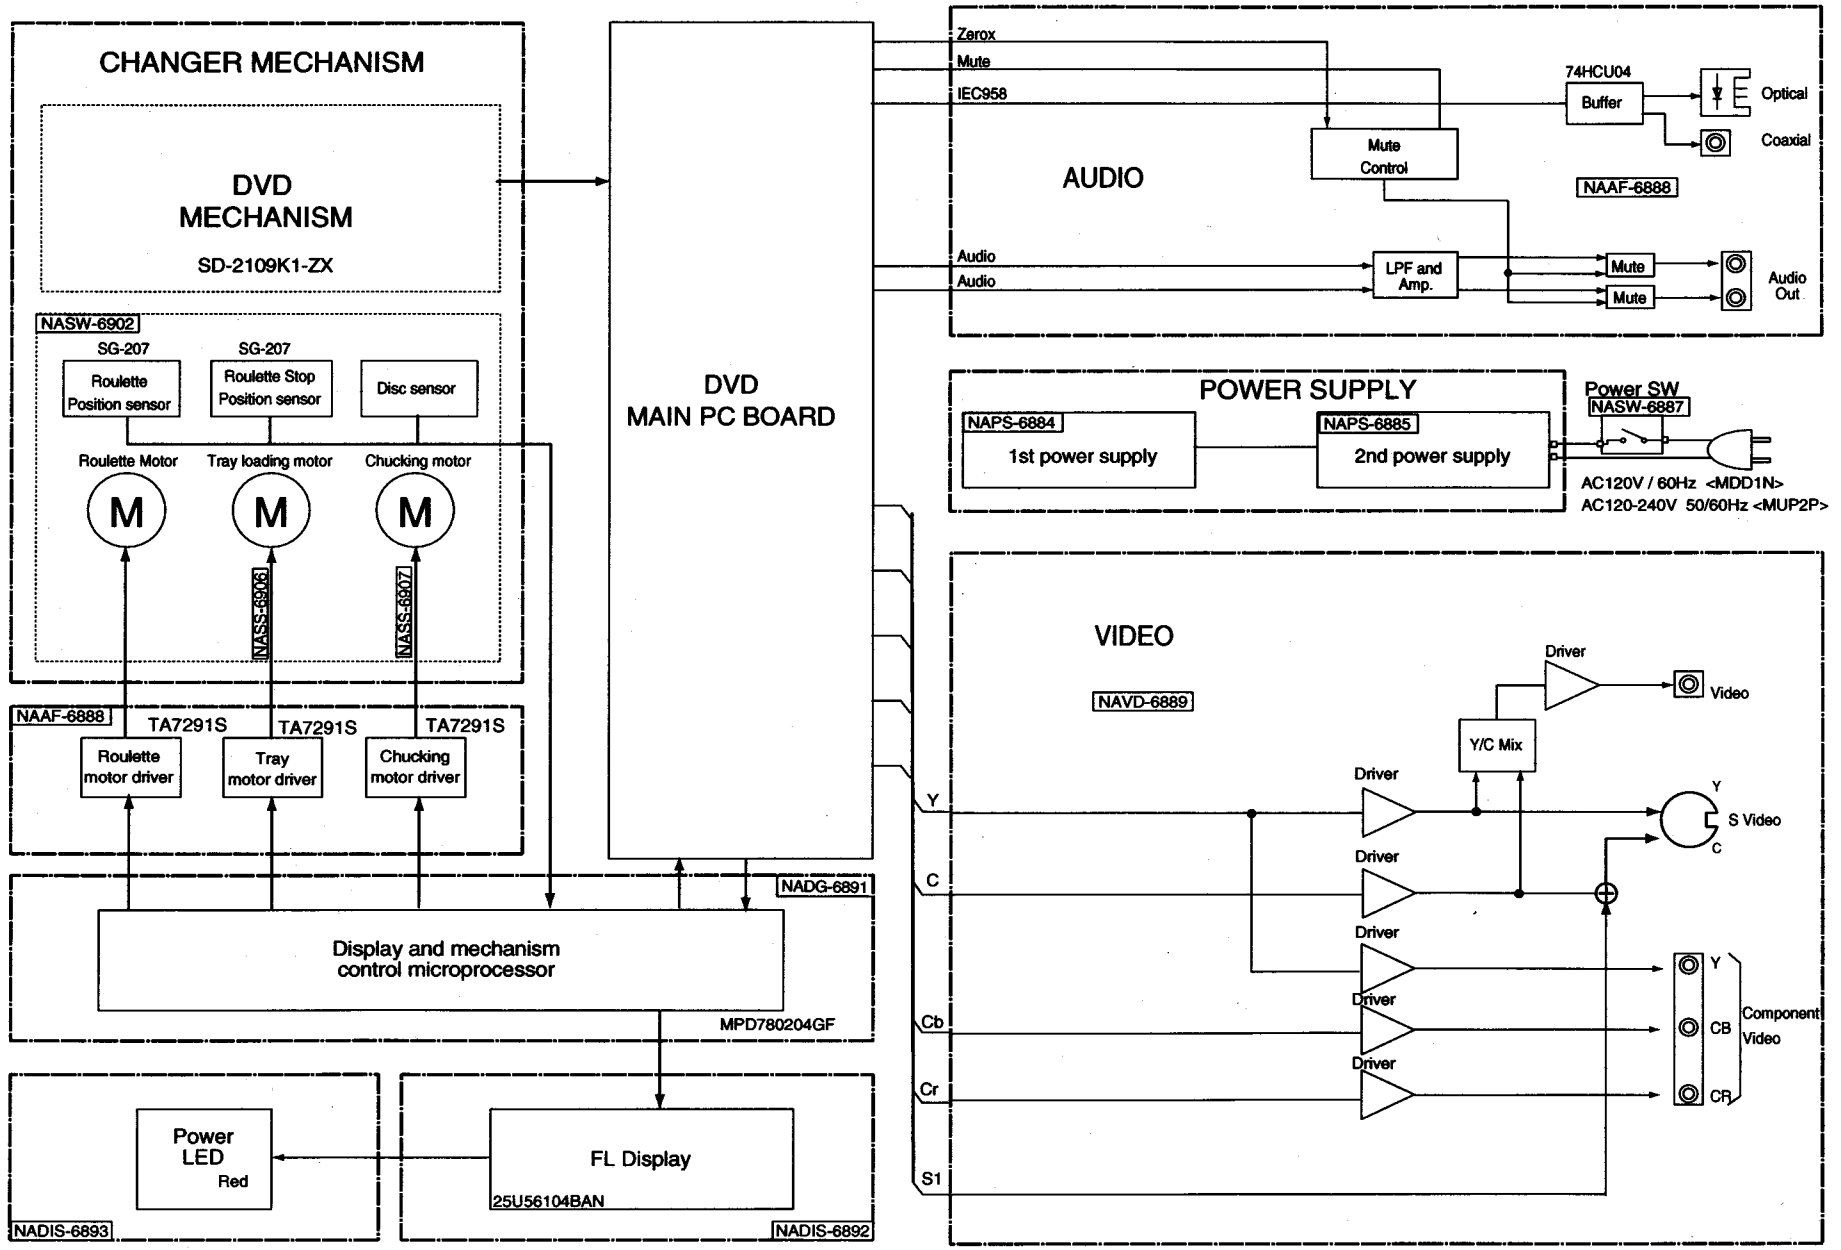 CHANGER MECHANISM
DVD
MECHANISM
SD-2109K1-ZX
NASW-6902
SG-207
SG-207
Roulette
Position sensor
Roulette Stop
Position sensor
Disc sensor
Roulette Motor
Tray loading motor
Chucking motor
M
M
M
NASS-6906
NASS-6907
NAAF-6888
TA7291S
TA7291S
TA7291S
Roulette
motor driver
Tray
motor driver
Chucking
motor driver
NADG-6891
Display and mechanism
control microprocessor
MPD780204GF
Power
LED
Red
NADIS-6893
FL Display
25U56104BAN
NADIS-6892
DVD
MAIN PC BOARD
Zerox
Mute
IEC958
74HCU04
Buffer
Optical
Coaxial
Mute
Control
AUDIO
NAAF-6888
Audio
Audio
LPF and
Amp.
Mute
Mute
Audio
Out
POWER SUPPLY
NAPS-6884
1st power supply
NAPS-6885
2nd power supply
Power SW
NASW-6887
AC120V / 60Hz <MDD1N>
AC120-240V 50/60Hz <MUP2P>
VIDEO
NAVD-6889
Driver
Video
Y/C Mix
Y
Driver
Y
S Video
C
C
Driver
Driver
Y
Cb
Driver
CB
Component
Video
Cr
Driver
CR
S1